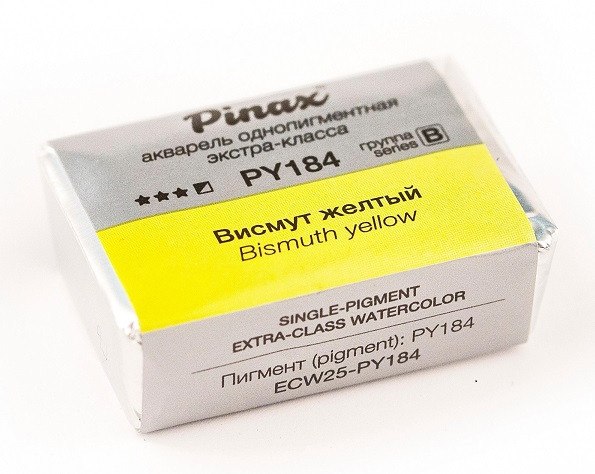 Pinax
акварель однопигментная
экстра-класса
PY184
группа
series B
Висмут желтый
Bismuth yellow
SINGLE-PIGMENT
EXTRA-CLASS WATERCOLOR
Пигмент (pigment): PY184
ECW25-PY184